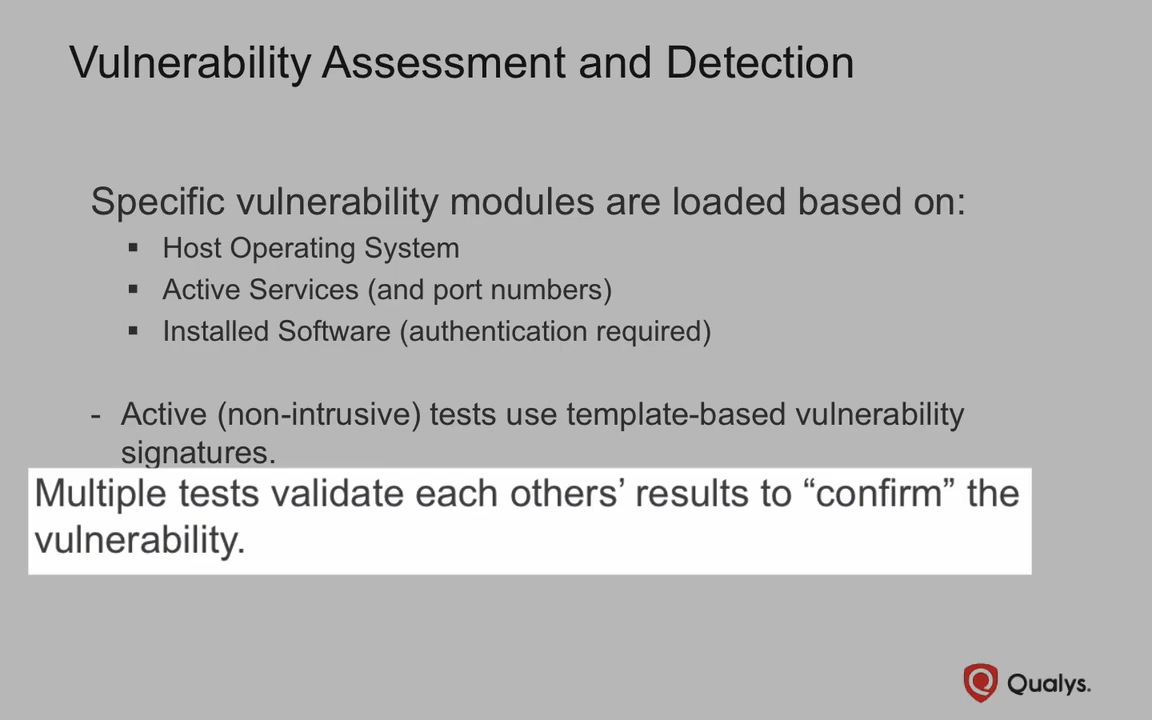 Vulnerability Assessment and Detection
Specific vulnerability modules are loaded based on:
▪ Host Operating System
▪ Active Services (and port numbers)
▪ Installed Software (authentication required)
- Active (non-intrusive) tests use template-based vulnerability
signatures.
Multiple tests validate each others’ results to “confirm” the
vulnerability.
Qualys.